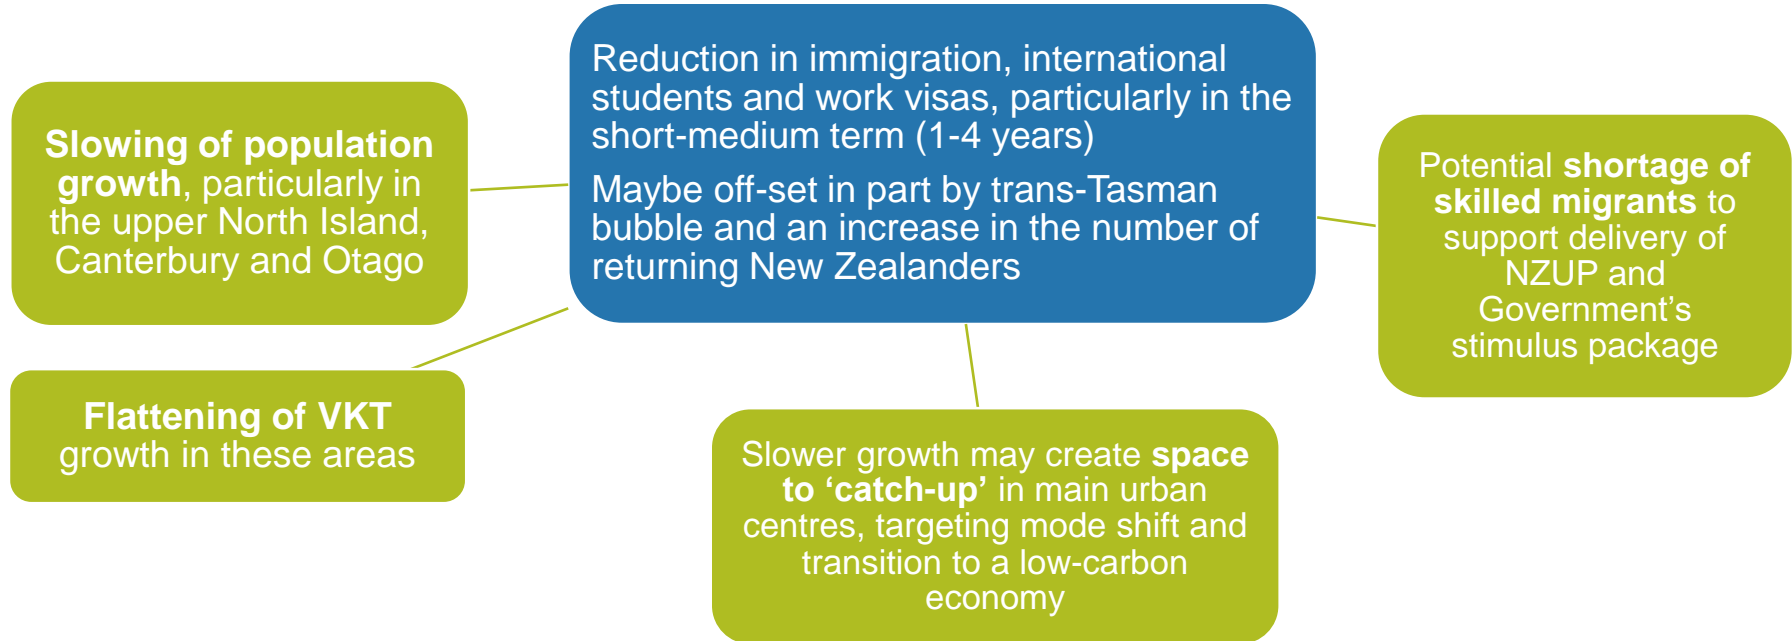 Reduction in immigration, international
students and work visas, particularly in the
short-medium term (1-4 years)
Maybe off-set in part by trans-Tasman
bubble and an increase in the number of
returning New Zealanders
Slowing of population
growth, particularly in
the upper North Island,
Canterbury and Otago
Flattening of VKT
growth in these areas
Slower growth may create space
to ‘catch-up’ in main urban
centres, targeting mode shift and
transition to a low-carbon
economy
Potential shortage of
skilled migrants to
support delivery of
NZUP and
Government’s
stimulus package